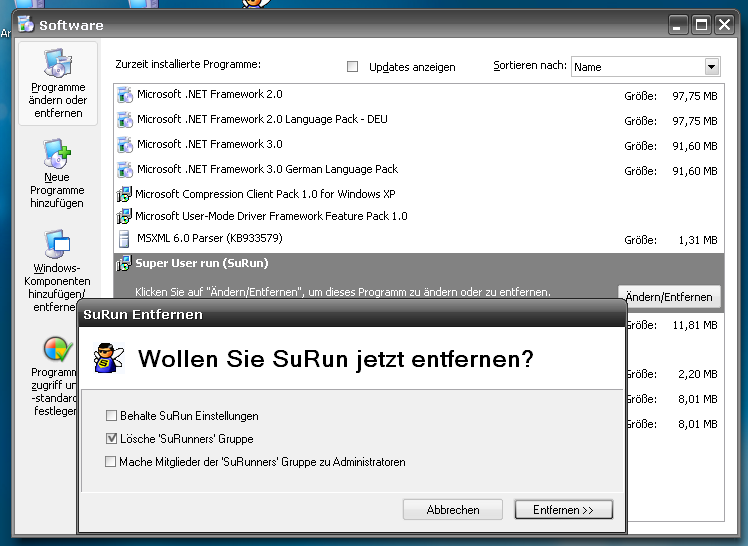 Software
Zurzeit installierte Programme:
Updates anzeigen
Sortieren nach:
Name
Programme
ändern oder
entfernen
Neue
Programme
hinzufügen
Windows-
Komponenten
hinzufügen/
entferne
Programm
zugriff un
-standard
festlegen
Microsoft .NET Framework 2.0
Größe: 97,75 MB
Microsoft .NET Framework 2.0 Language Pack - DEU
Größe: 97,75 MB
Microsoft .NET Framework 3.0
Größe: 91,60 MB
Microsoft .NET Framework 3.0 German Language Pack
Größe: 91,60 MB
Microsoft Compression Client Pack 1.0 for Windows XP
Microsoft User-Mode Driver Framework Feature Pack 1.0
MSXML 6.0 Parser (KB933579)
Größe: 1,31 MB
Super User run (SuRun)
Klicken Sie auf "Ändern/Entfernen", um dieses Programm zu ändern oder zu entfernen.
Ändern/Entfernen
Größe: 11,81 MB
Größe: 2,20 MB
Größe: 8,01 MB
Größe: 8,01 MB
SuRun Entfernen
Wollen Sie SuRun jetzt entfernen?
Behalte SuRun Einstellungen
Lösche 'SuRunners' Gruppe
Mache Mitglieder der 'SuRunners' Gruppe zu Administratoren
Abbrechen
Entfernen >>